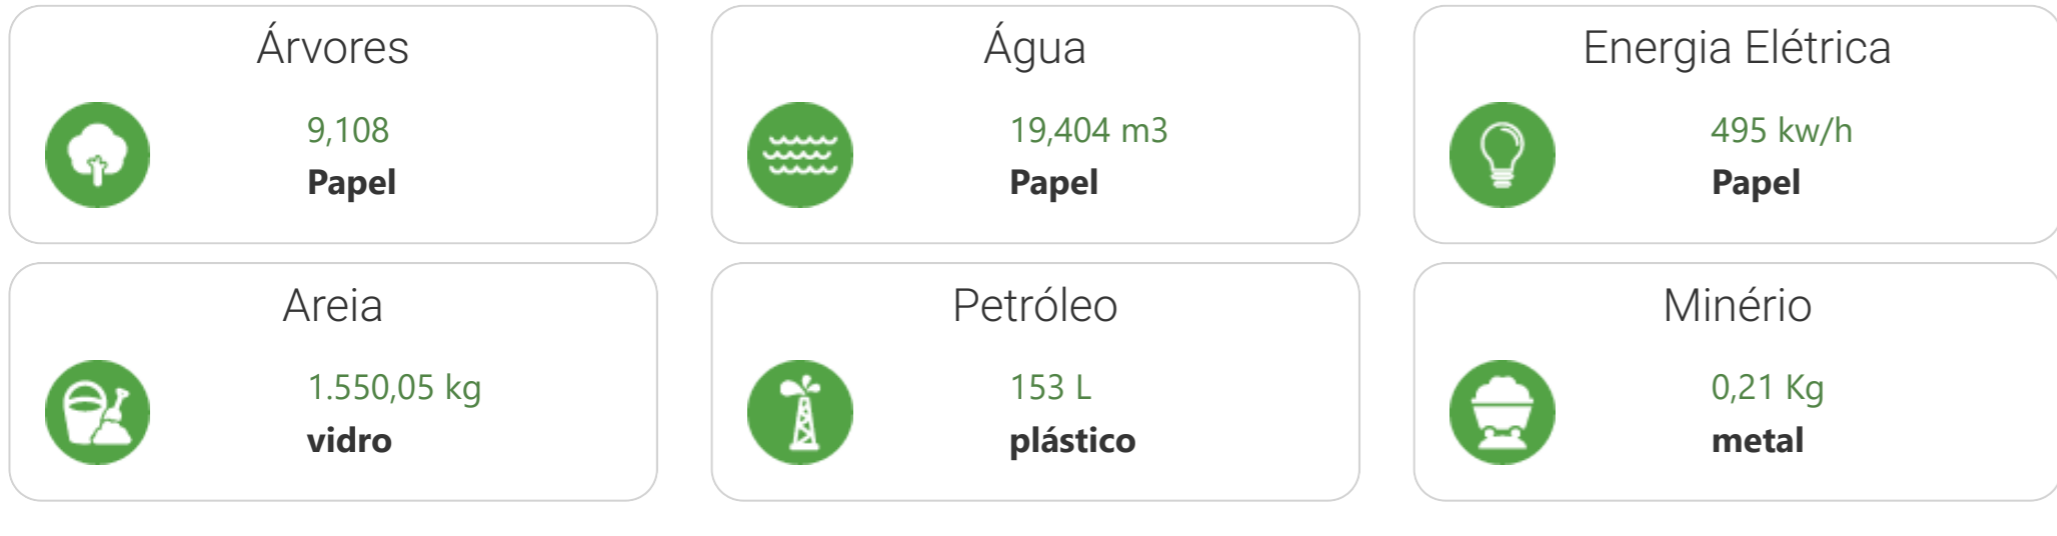 Árvores
9,108
Papel
Água
19,404 m3
Papel
Energia Elétrica
495 kw/h
Papel
Areia
1.550,05 kg
vidro
Petróleo
153 L
plástico
Minério
0,21 Kg
metal